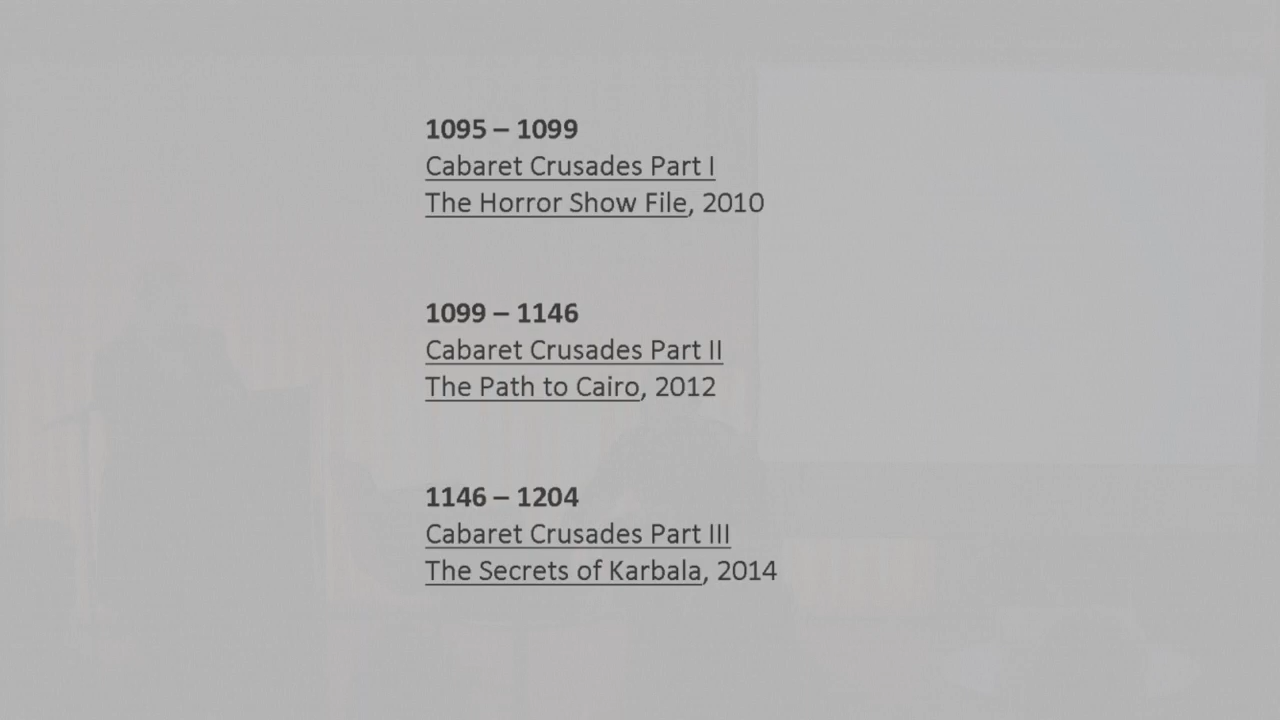 1095 – 1099
Cabaret Crusades Part I
The Horror Show File, 2010
1099 – 1146
Cabaret Crusades Part II
The Path to Cairo, 2012
1146 – 1204
Cabaret Crusades Part III
The Secrets of Karbala, 2014